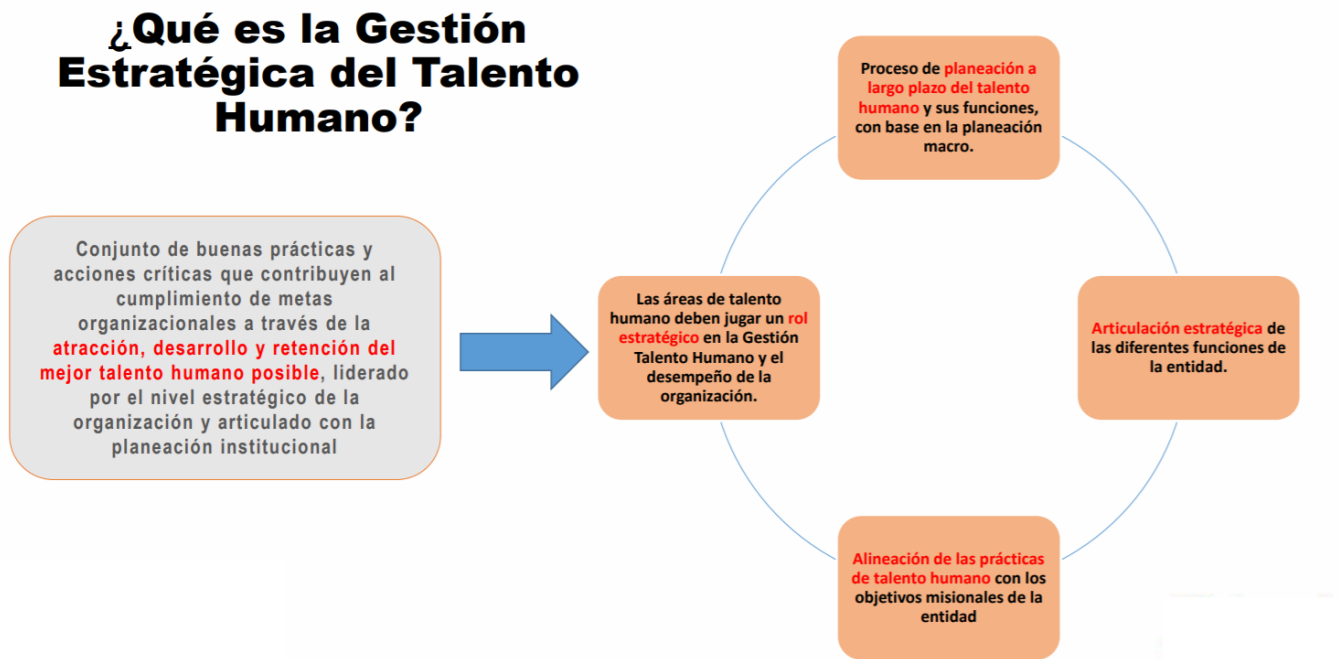 ¿Qué es la Gestión
Estratégica del Talento
Humano?
Conjunto de buenas prácticas y
acciones críticas que contribuyen al
cumplimiento de metas
organizacionales a través de la
atracción, desarrollo y retención del
mejor talento humano posible, liderado
por el nivel estratégico de la
organización y articulado con la
planeación institucional
Proceso de planeación a
largo plazo del talento
humano y sus funciones,
con base en la planeación
macro.
Las áreas de talento
humano deben jugar un rol
estratégico en la Gestión
Talento Humano y el
desempeño de la
organización.
Articulación estratégica de
las diferentes funciones de
la entidad.
Alineación de las prácticas
de talento humano con los
objetivos misionales de la
entidad